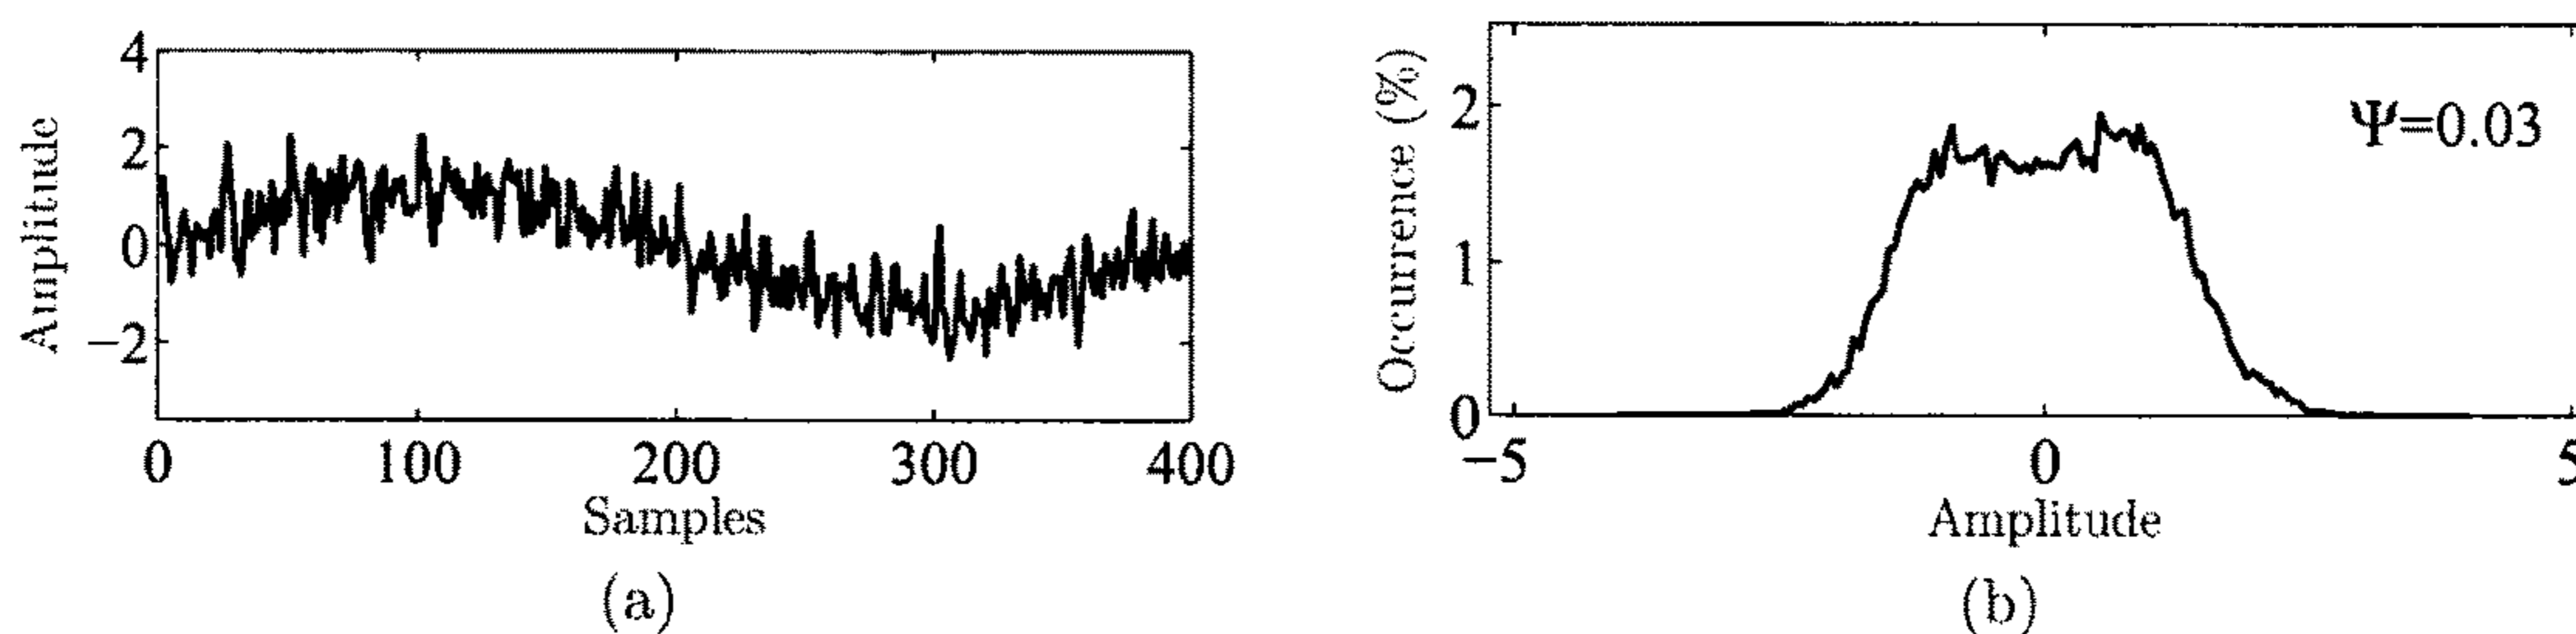 4
2
0
−2
Amplitude
0 100 200 300 400
Samples
(a)
2
1
0
Occurrence (%)
Ψ=0.03
−5 0 5
Amplitude
(b)